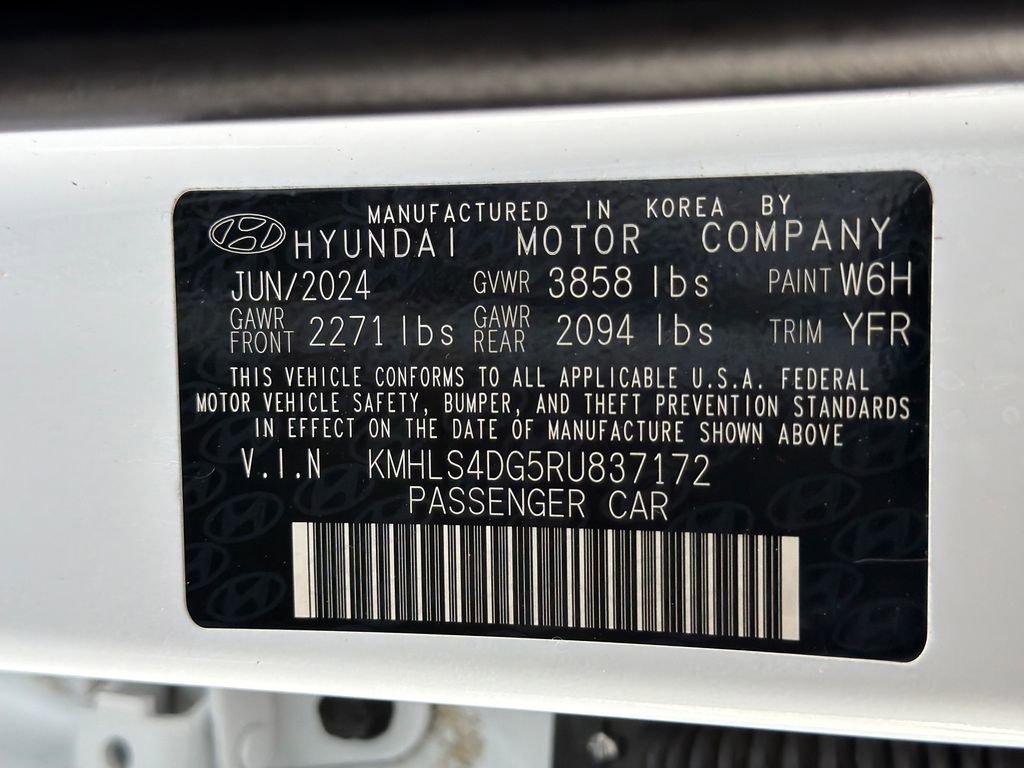 MANUFACTURED IN KOREA BY
HYUNDAI MOTOR COMPANY
JUN/2024 GVWR 3858 lbs PAINT W6H
GAWR FRONT 2271 lbs GAWR REAR 2094 lbs TRIM YFR
THIS VEHICLE CONFORMS TO ALL APPLICABLE U.S.A. FEDERAL
MOTOR VEHICLE SAFETY, BUMPER, AND THEFT PREVENTION STANDARDS
IN EFFECT ON THE DATE OF MANUFACTURE SHOWN ABOVE
V.I.N KMHLS4DG5RU837172
PASSENGER CAR